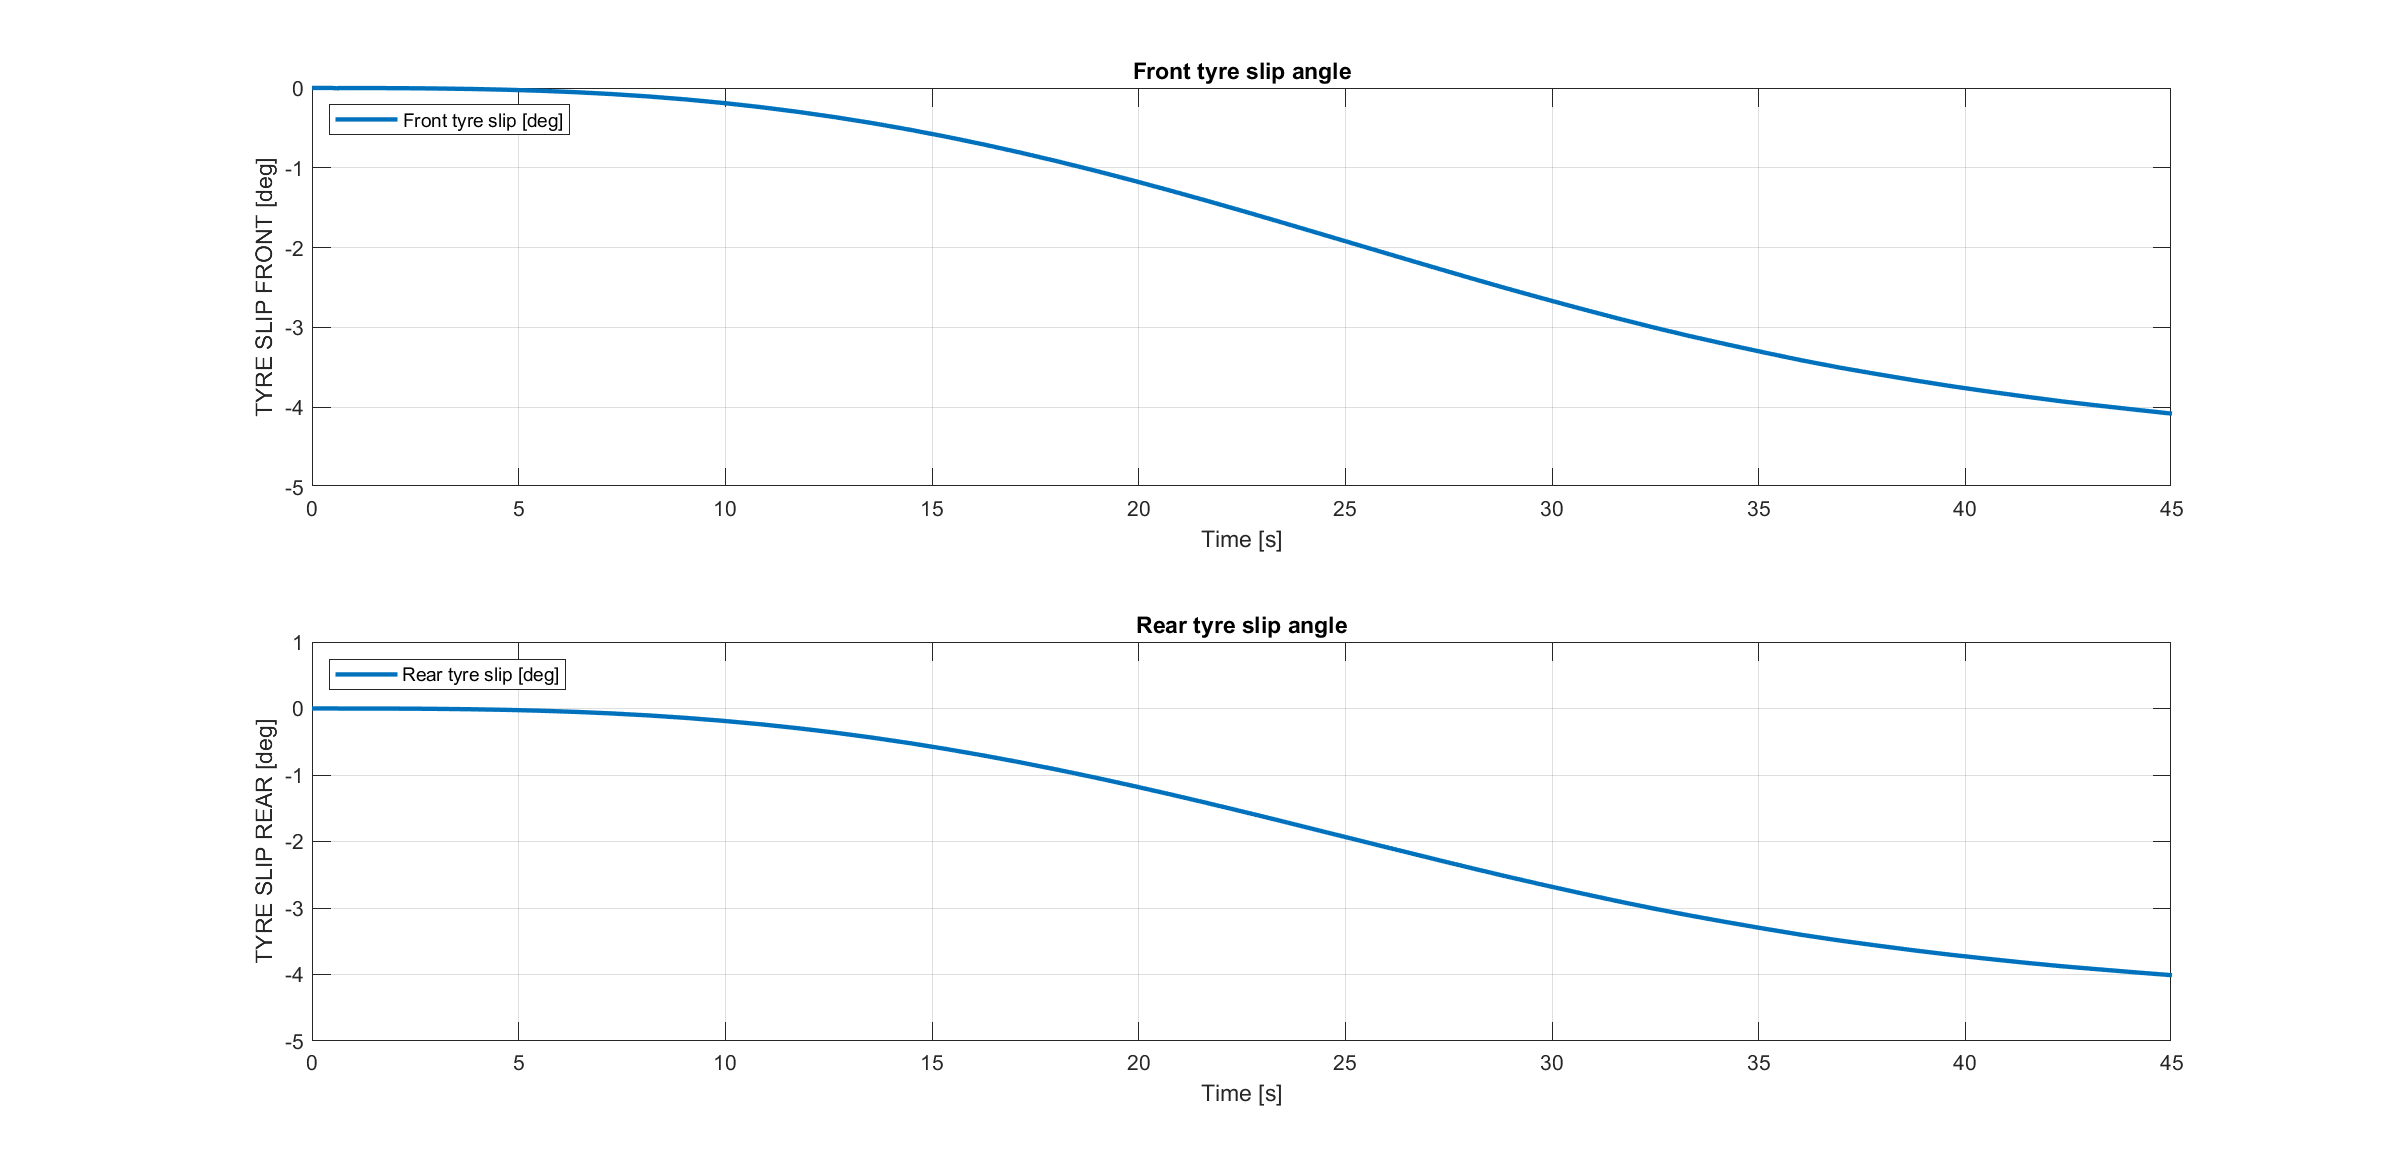 Front tyre slip angle
0
Front tyre slip [deg]
-1
-2
-3
-4
-5
TYRE SLIP FRONT [deg]
0 5 10 15 20 25 30 35 40 45
Time [s]
Rear tyre slip angle
1
Rear tyre slip [deg]
0
-1
-2
-3
-4
-5
TYRE SLIP REAR [deg]
0 5 10 15 20 25 30 35 40 45
Time [s]